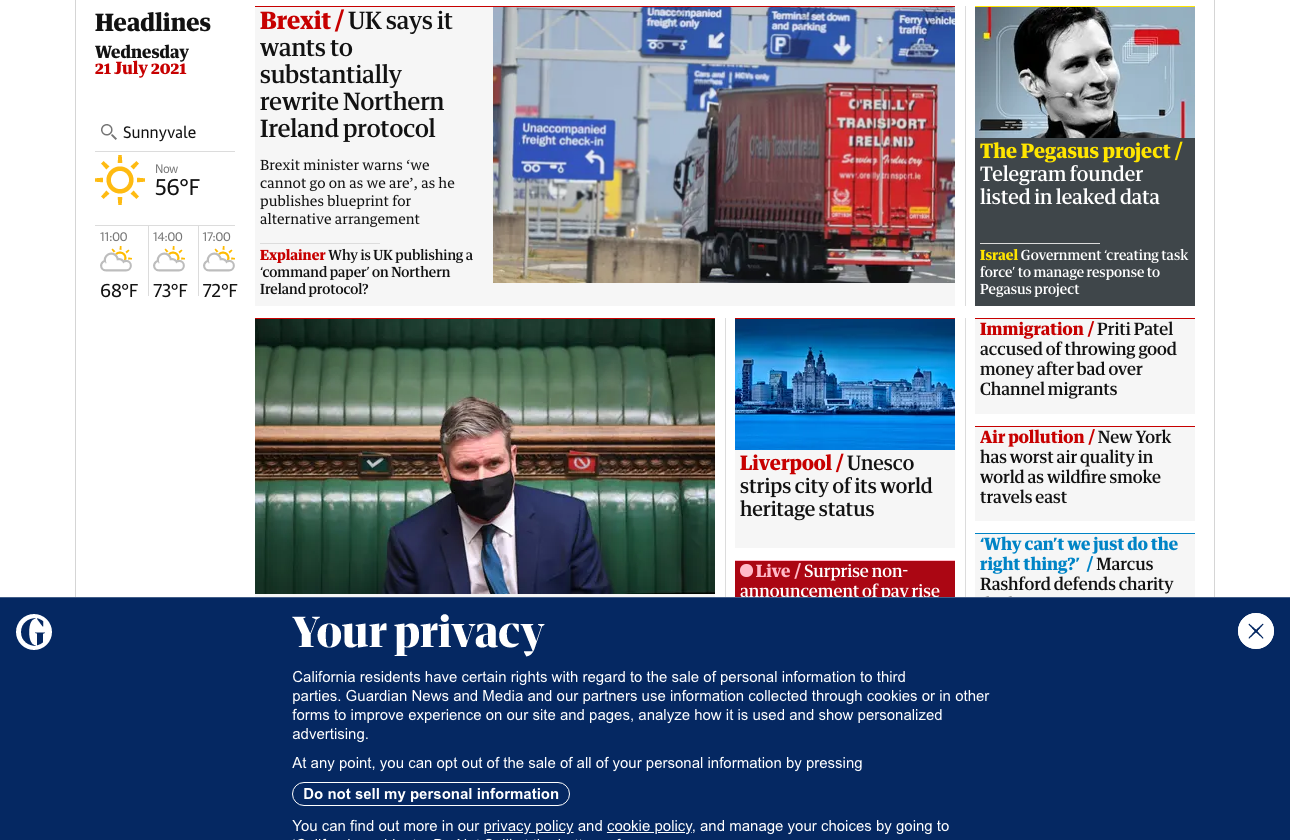 Headlines
Wednesday
21 July 2021
Sunnyvale
Now
56°F
11:00
14:00
17:00
68°F
73°F
72°F
Brexit / UK says it
wants to
substantially
rewrite Northern
Ireland protocol
Brexit minister warns ‘we
cannot go on as we are’, as he
publishes blueprint for
alternative arrangement
Explainer Why is UK publishing a
‘command paper’ on Northern
Ireland protocol?
Unaccompanied
freight only
Terminal set down
and parking
P
Ferry vehicle
traffic
Cars and
HGVs only
Unaccompanied
freight check-in
O'REILLY
TRANSPORT
IRELAND
Serving Industry
www.oreillytransport.ie
The Pegasus project /
Telegram founder
listed in leaked data
Israel Government ‘creating task
force’ to manage response to
Pegasus project
Liverpool / Unesco
strips city of its world
heritage status
Live / Surprise non-
announcement of pay rise
Immigration / Priti Patel
accused of throwing good
money after bad over
Channel migrants
Air pollution / New York
has worst air quality in
world as wildfire smoke
travels east
‘Why can’t we just do the
right thing?’ / Marcus
Rashford defends charity
G
Your privacy
California residents have certain rights with regard to the sale of personal information to third
parties. Guardian News and Media and our partners use information collected through cookies or in other
forms to improve experience on our site and pages, analyze how it is used and show personalized
advertising.
At any point, you can opt out of the sale of all of your personal information by pressing
Do not sell my personal information
You can find out more in our privacy policy and cookie policy, and manage your choices by going to